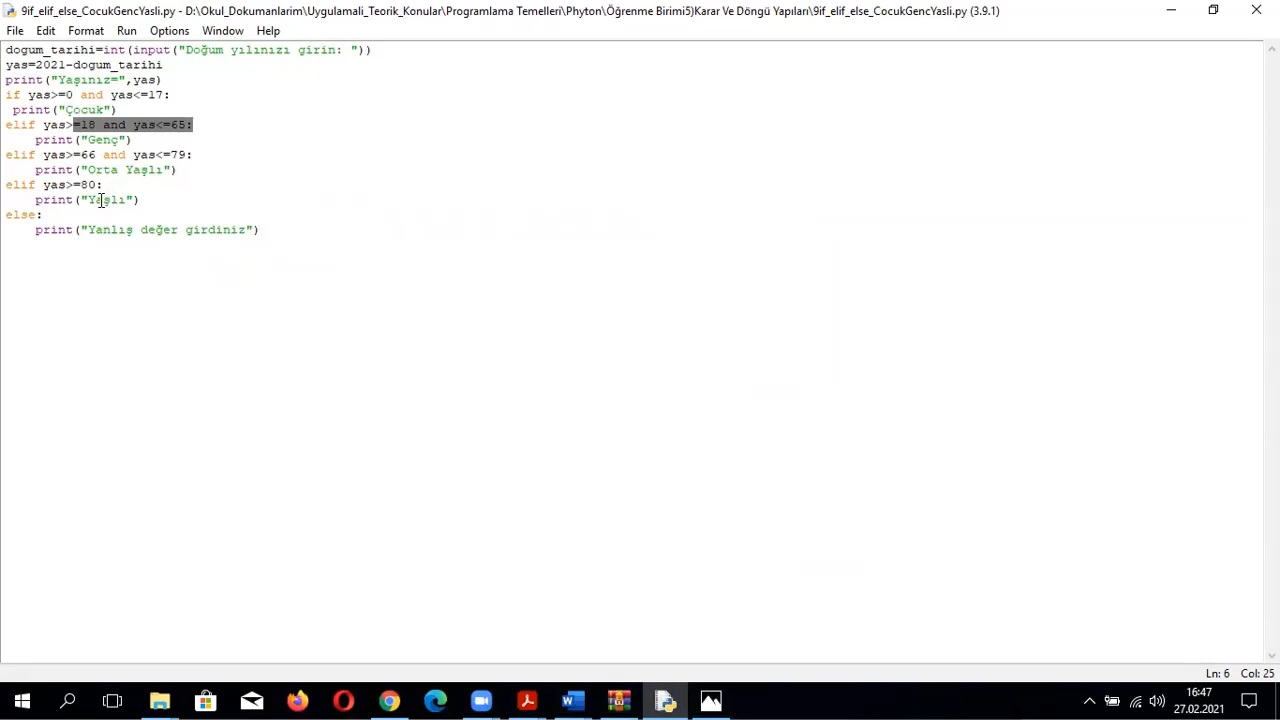 9if_elif_else_CocukGencYasli.py - D:\Okul_Dokumanlarim\Uygulamali_Teorik_Konular\Programlama Temelleri\Phyton\Öğrenme Birimi5)Karar Ve Döngü Yapıları\9if_elif_else_CocukGencYasli.py (3.9.1)
File Edit Format Run Options Window Help
dogum_tarihi=int(input("Doğum yılınızı girin: "))
yas=2021-dogum_tarihi
print("Yaşınız=",yas)
if yas>=0 and yas<=17:
 print("Çocuk")
elif yas>=18 and yas<=65:
    print("Genç")
elif yas>=66 and yas<=79:
    print("Orta Yaşlı")
elif yas>=80:
    print("Yaşlı")
else:
    print("Yanlış değer girdiniz")
Ln: 6 Col: 25
16:47
27.02.2021